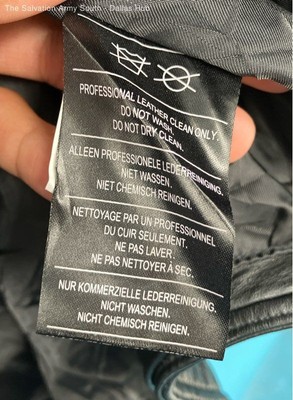 The Salvation Army South - Dallas Hub
PROFESSIONAL LEATHER CLEAN ONLY.
DO NOT WASH.
DO NOT DRY CLEAN.
ALLEEN PROFESSIONELE LEDERREINIGING.
NIET WASSEN.
NIET CHEMISCH REINIGEN.
NETTOYAGE PAR UN PROFESSIONNEL
DU CUIR SEULEMENT.
NE PAS LAVER.
NE PAS NETTOYER À SEC.
NUR KOMMERZIELLE LEDERREINIGUNG.
NICHT WASCHEN.
NICHT CHEMISCH REINIGEN.